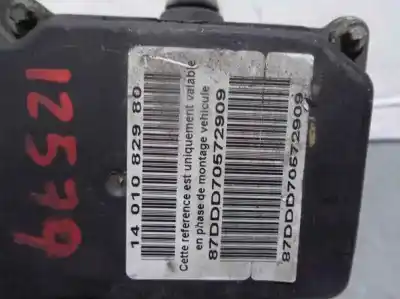 12579
14 010 829 80
Cette reference est uniquement valable
en phase de montage vehicule
87DDD70572909
87DDD70572909